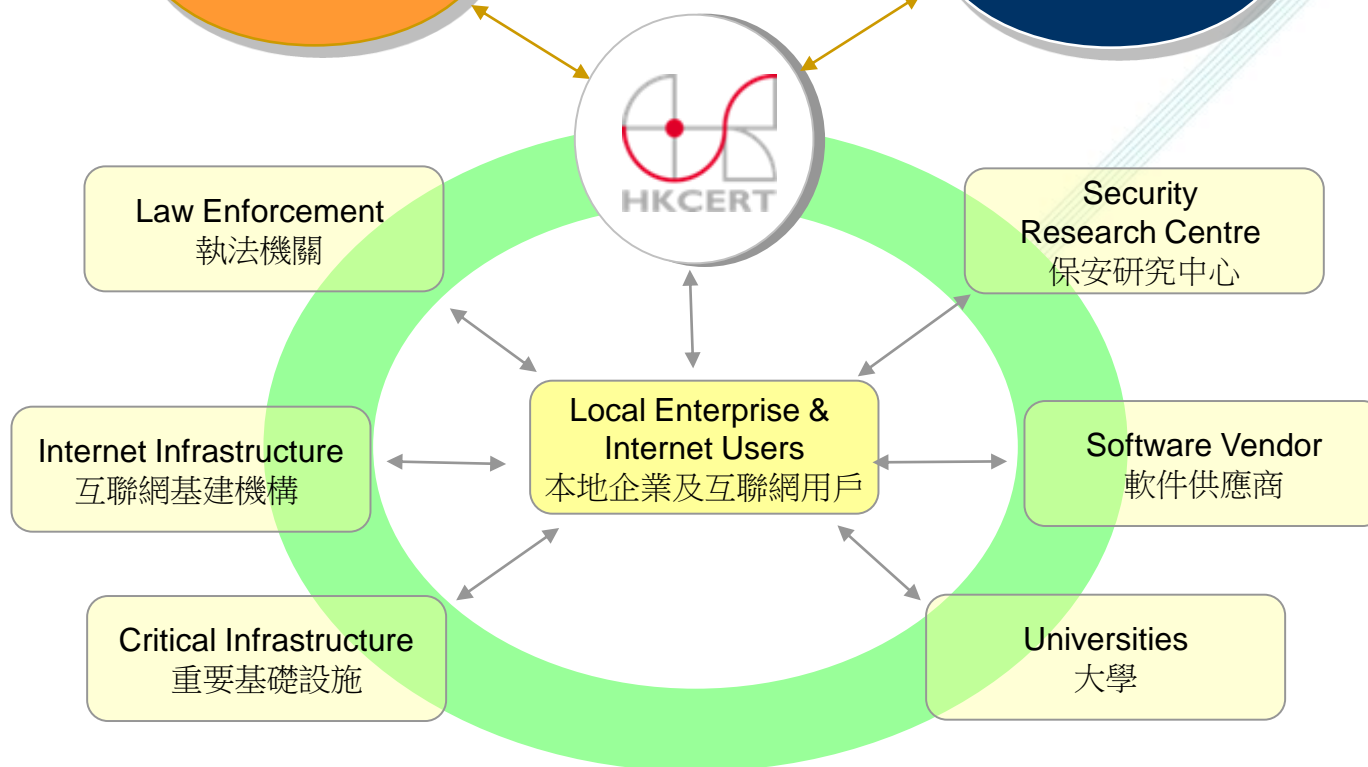 HKCERT
Law Enforcement
執法機關
Security
Research Centre
保安研究中心
Local Enterprise &
Internet Users
本地企業及互聯網用戶
Internet Infrastructure
互聯網基建機構
Software Vendor
軟件供應商
Critical Infrastructure
重要基礎設施
Universities
大學